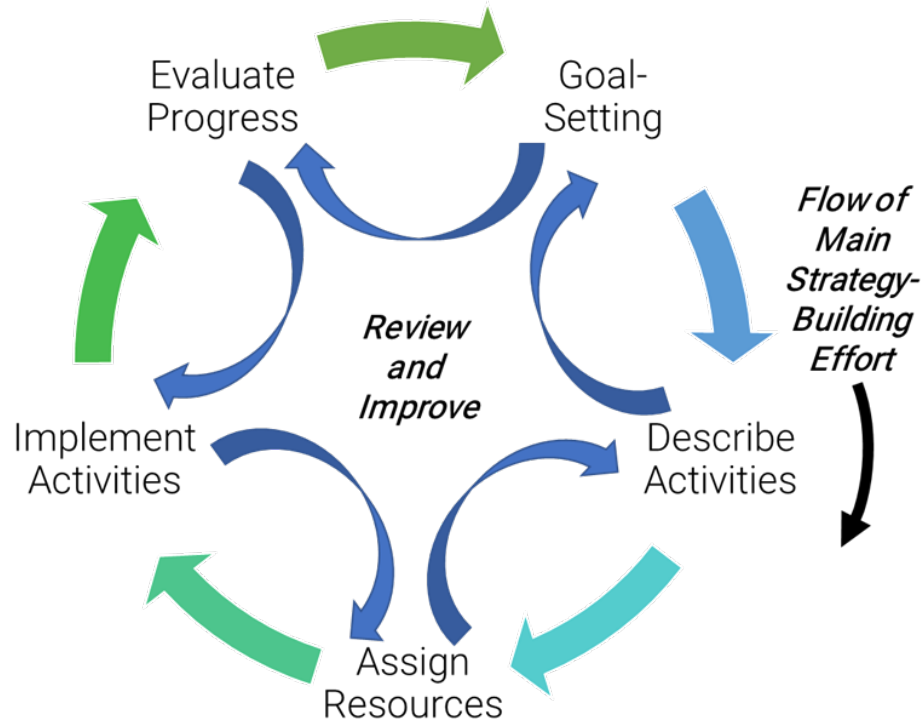 Evaluate
Progress
Goal-
Setting
Flow of
Main
Strategy-
Building
Effort
Review
and
Improve
Implement
Activities
Describe
Activities
Assign
Resources